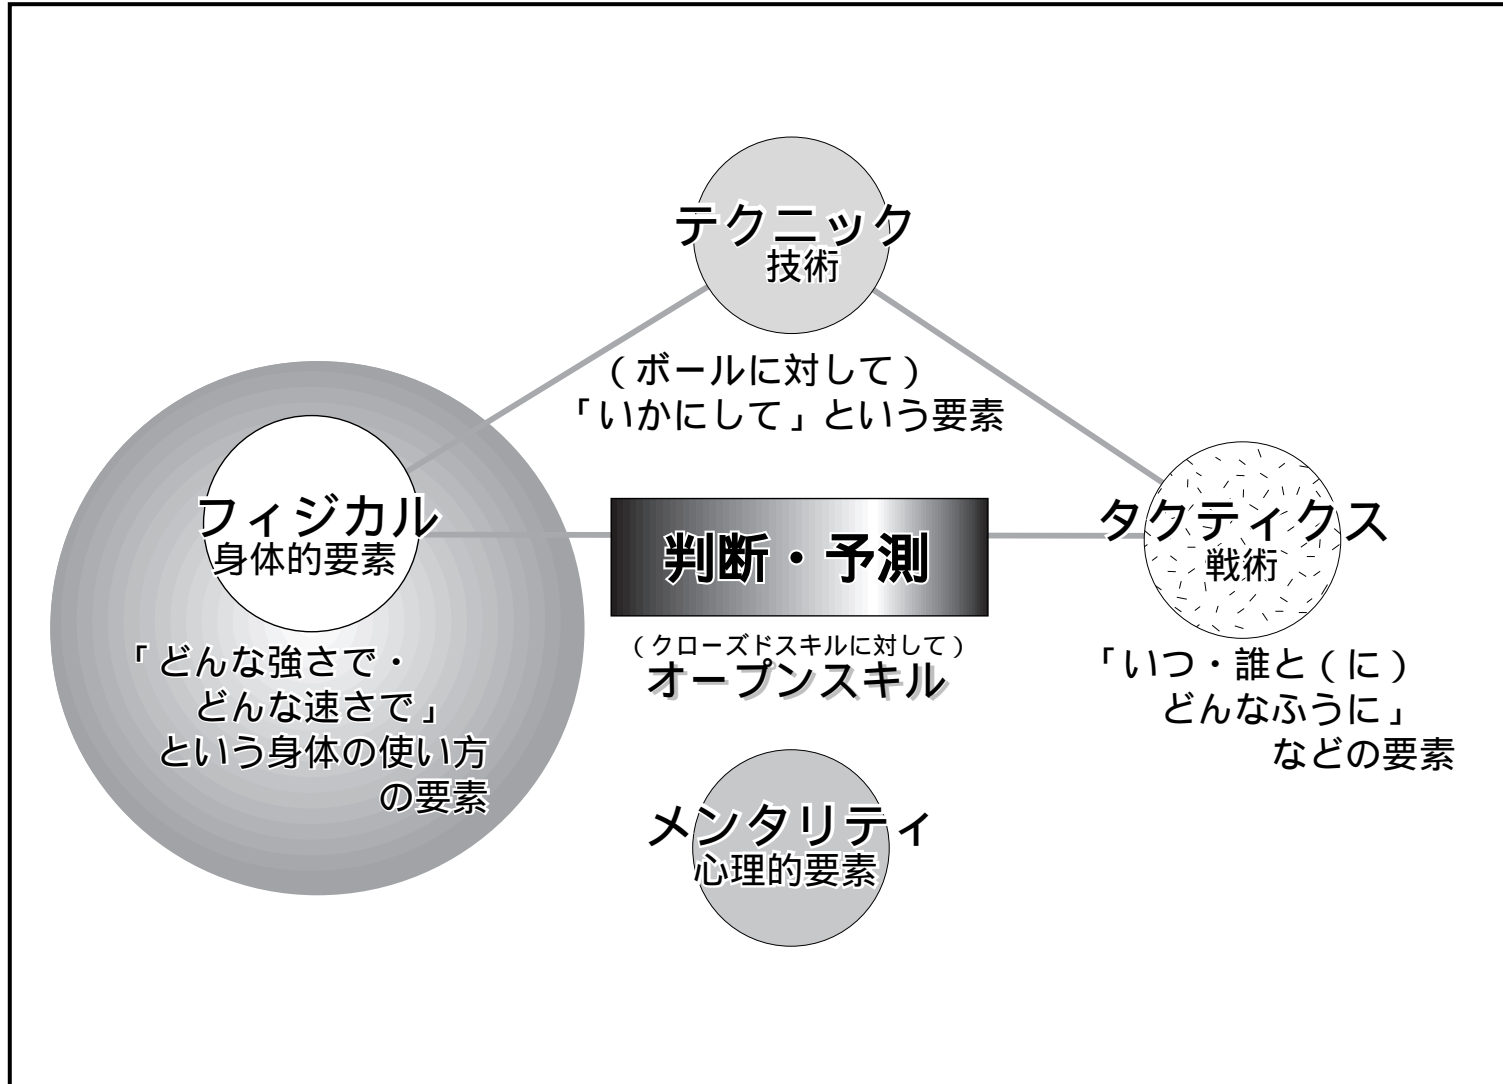 テクニック
技術
(ボールに対して)
「いかにして」という要素
フィジカル
身体的要素
「どんな強さで・
どんな速さで」
という身体の使い方
の要素
判断・予測
(クローズドスキルに対して)
オープンスキル
タクティクス
戦術
「いつ・誰と(に)
どんなふうに」
などの要素
メンタリティ
心理的要素